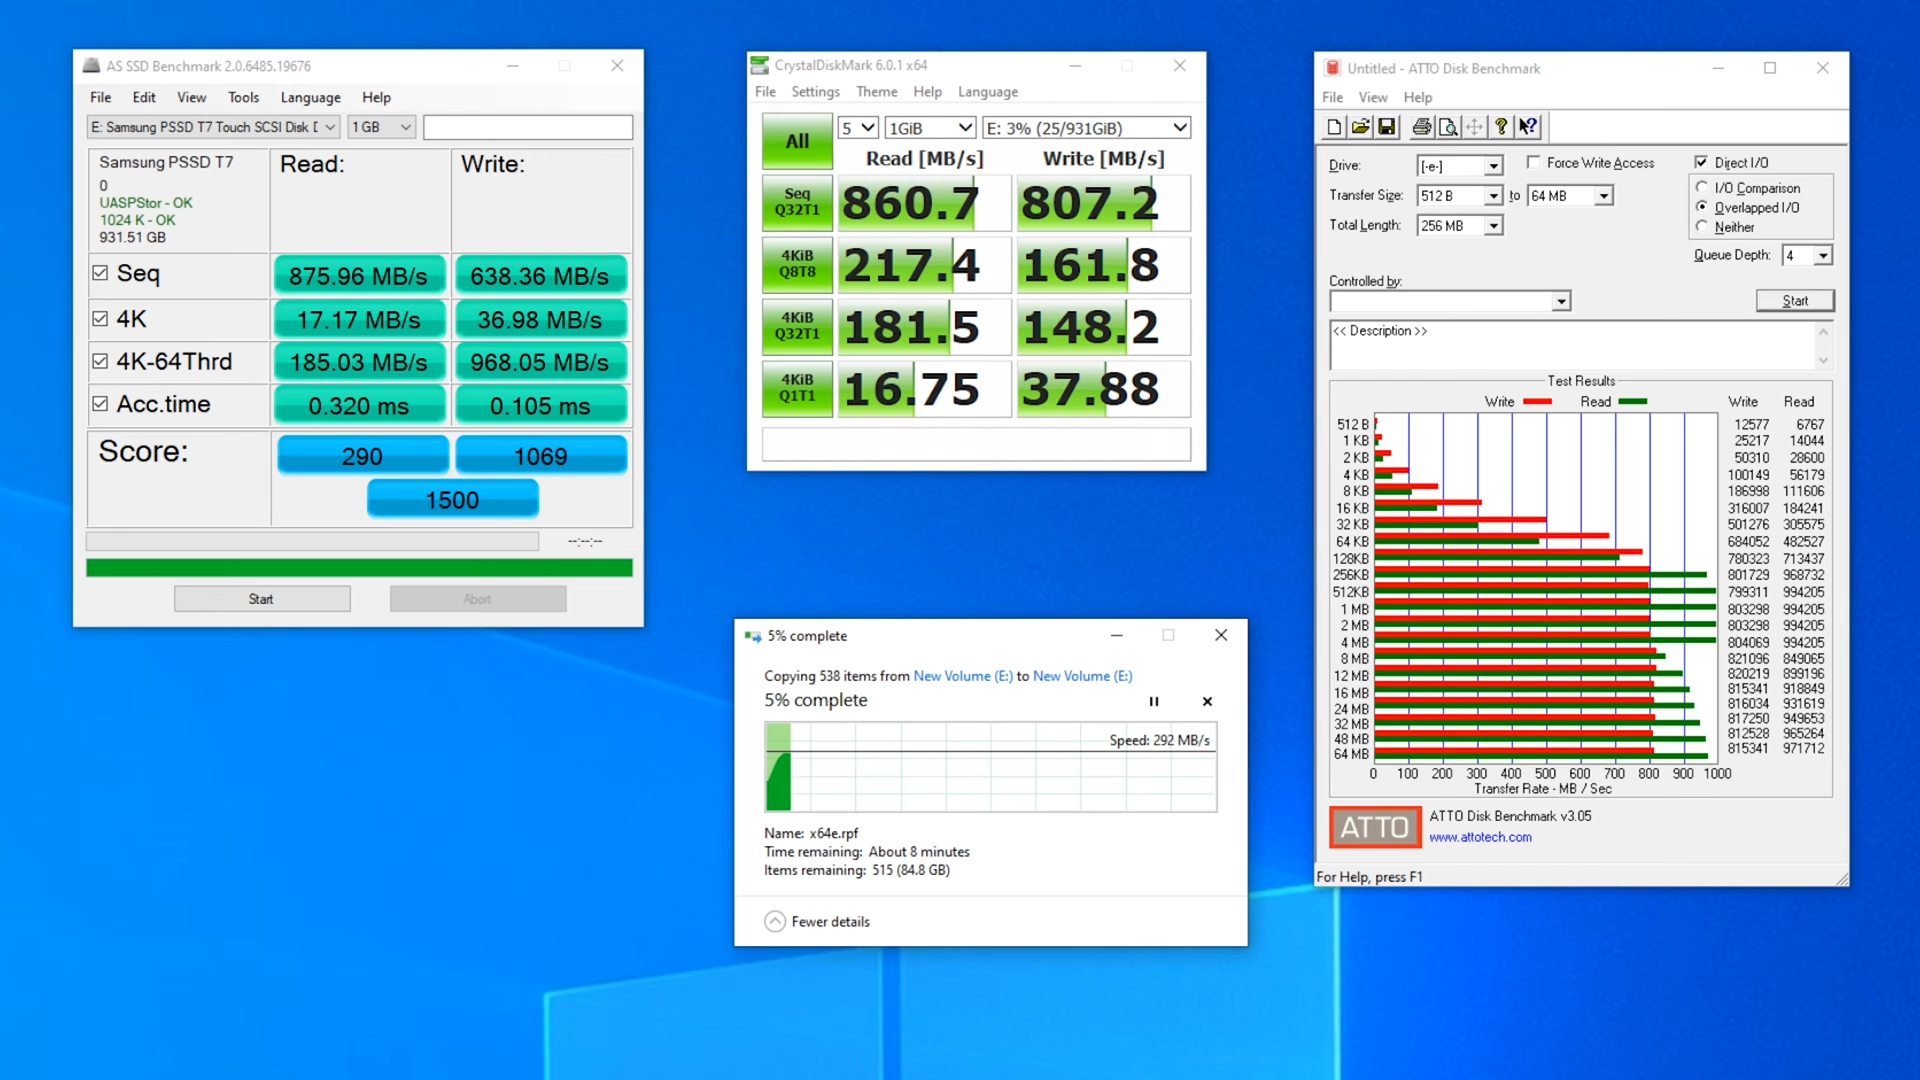 AS SSD Benchmark 2.0.6485.19676
File Edit View Tools Language Help
E: Samsung PSSD T7 Touch SCSI Disk D 1 GB
Samsung PSSD T7
0
UASPStor - OK
1024 K - OK
931.51 GB
Read: Write:
Seq 875.96 MB/s 638.36 MB/s
4K 17.17 MB/s 36.98 MB/s
4K-64Thrd 185.03 MB/s 968.05 MB/s
Acc.time 0.320 ms 0.105 ms
Score: 290 1069
1500
--:--:--
Start Abort
CrystalDiskMark 6.0.1 x64
File Settings Theme Help Language
All 5 1GiB E: 3% (25/931GiB)
Read [MB/s] Write [MB/s]
Seq
Q32T1 860.7 807.2
4KiB
Q8T8 217.4 161.8
4KiB
Q32T1 181.5 148.2
4KiB
Q1T1 16.75 37.88
5% complete
Copying 538 items from New Volume (E:) to New Volume (E:)
5% complete
Speed: 292 MB/s
Name: x64e.rpf
Time remaining: About 8 minutes
Items remaining: 515 (84.8 GB)
Fewer details
Untitled - ATTO Disk Benchmark
File View Help
Drive: [-e-] Force Write Access Direct I/O
Transfer Size: 512 B to 64 MB I/O Comparison
Overlapped I/O
Total Length: 256 MB Neither
Queue Depth: 4
Controlled by:
Start
<< Description >>
Test Results
Write Read Write Read
512 B 12577 6767
1 KB 25217 14044
2 KB 50310 28600
4 KB 100149 56179
8 KB 186998 111606
16 KB 316007 184241
32 KB 501276 305575
64 KB 684052 482527
128KB 780323 713437
256KB 801729 968732
512KB 799311 994205
1 MB 803298 994205
2 MB 803298 994205
4 MB 804069 994205
8 MB 821096 849065
12 MB 820219 899196
16 MB 815341 918849
24 MB 816034 931619
32 MB 817250 949653
48 MB 812528 965264
64 MB 815341 971712
0 100 200 300 400 500 600 700 800 900 1000
Transfer Rate - MB / Sec
ATTO
ATTO Disk Benchmark v3.05
www.attotech.com
For Help, press F1